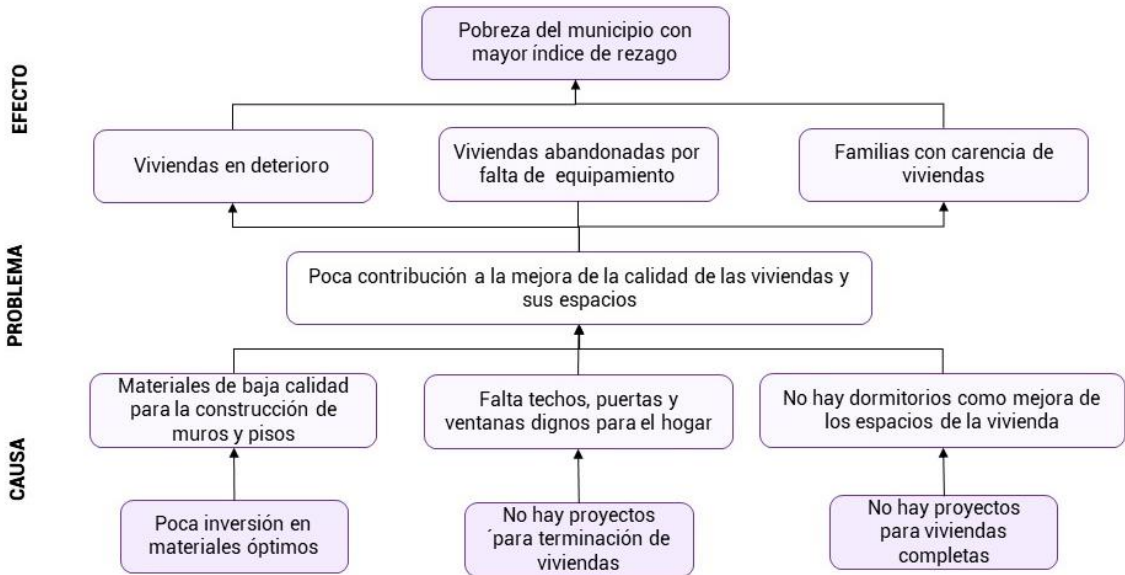 Pobreza del municipio con
mayor índice de rezago
EFECTO
Viviendas en deterioro
Viviendas abandonadas por
falta de equipamiento
Familias con carencia de
viviendas
PROBLEMA
Poca contribución a la mejora de la calidad de las viviendas y
sus espacios
CAUSA
Materiales de baja calidad
para la construcción de
muros y pisos
Falta techos, puertas y
ventanas dignos para el hogar
No hay dormitorios como mejora de
los espacios de la vivienda
Poca inversión en
materiales óptimos
No hay proyectos
´para terminación de
viviendas
No hay proyectos
para viviendas
completas